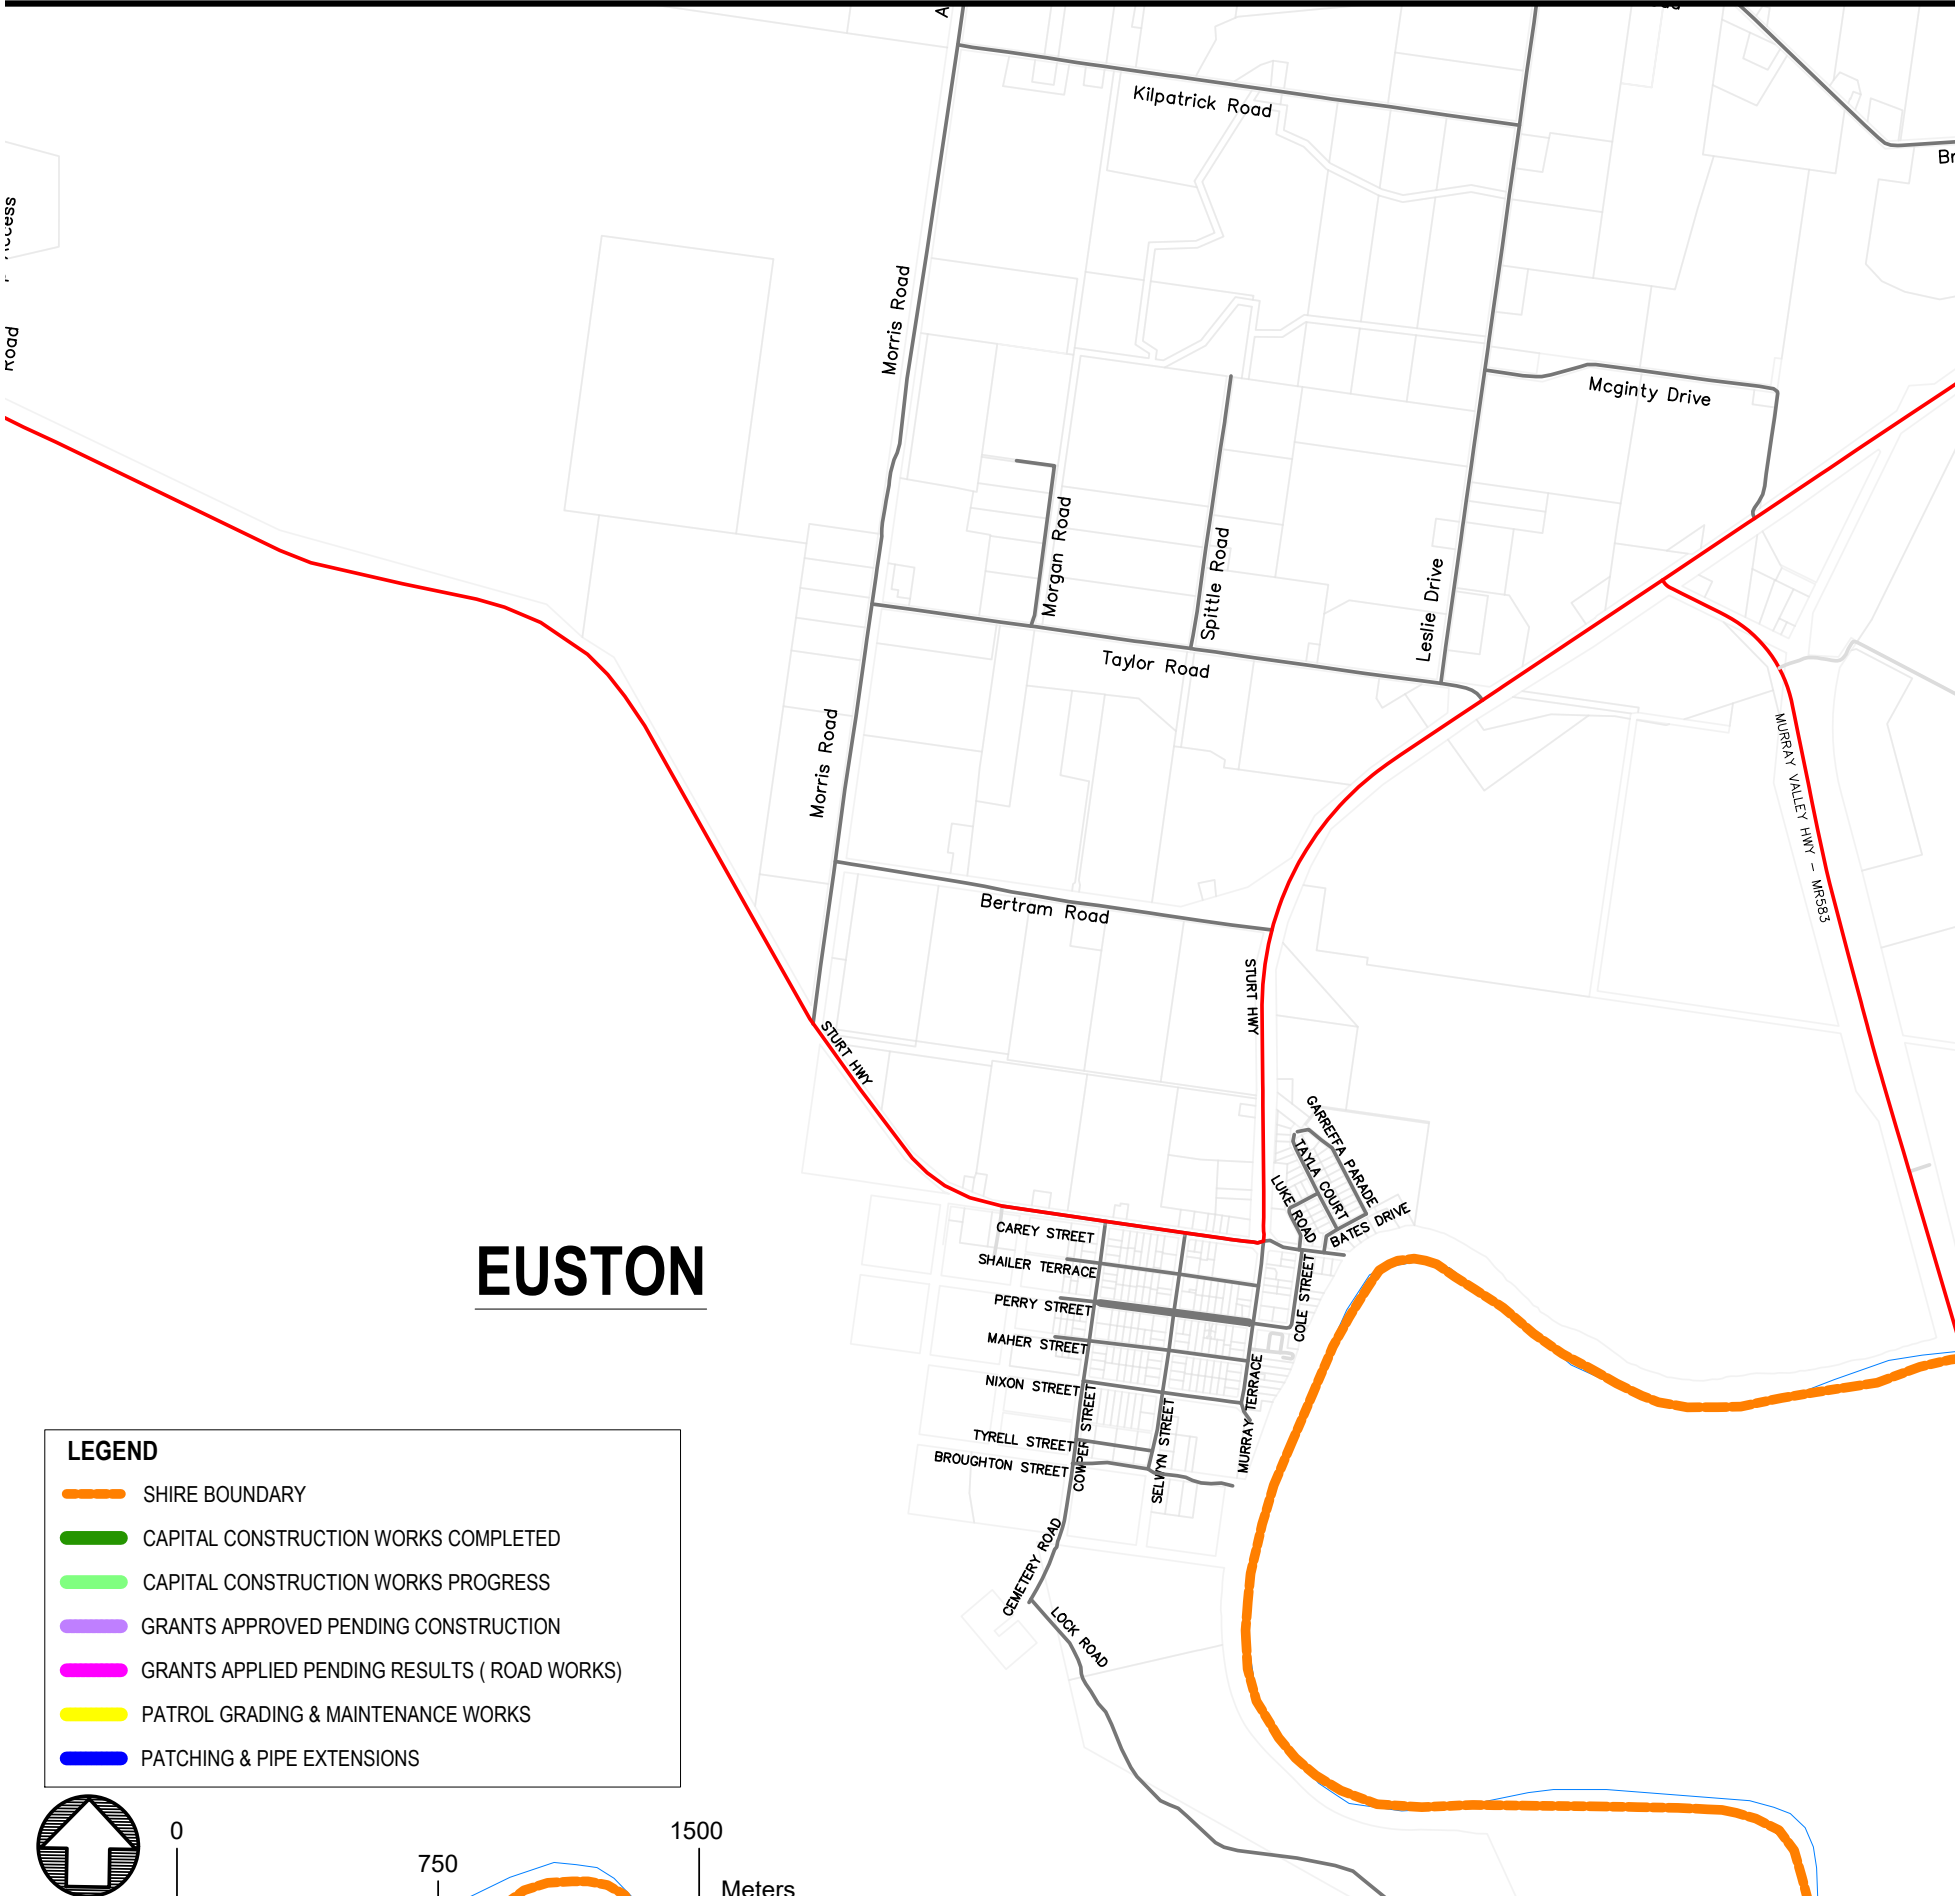 Kilpatrick Road
Road
Morris Road
Mcginty Drive
Morgan Road
Spittle Road
Leslie Drive
Taylor Road
Morris Road
MURRAY VALLEY HWY - MR583
Bertram Road
STURT HWY
STURT HWY
GARREFFA PARADE
TAYLA COURT
LUKE ROAD
BATES DRIVE
CAREY STREET
SHAILER TERRACE
COLE STREET
PERRY STREET
MAHER STREET
NIXON STREET
MURRAY TERRACE
COWPER STREET
SELWYN STREET
TYRELL STREET
BROUGHTON STREET
CEMETERY ROAD
LOCK ROAD
EUSTON
LEGEND
SHIRE BOUNDARY
CAPITAL CONSTRUCTION WORKS COMPLETED
CAPITAL CONSTRUCTION WORKS PROGRESS
GRANTS APPROVED PENDING CONSTRUCTION
GRANTS APPLIED PENDING RESULTS ( ROAD WORKS)
PATROL GRADING & MAINTENANCE WORKS
PATCHING & PIPE EXTENSIONS
0
750
1500
Meters